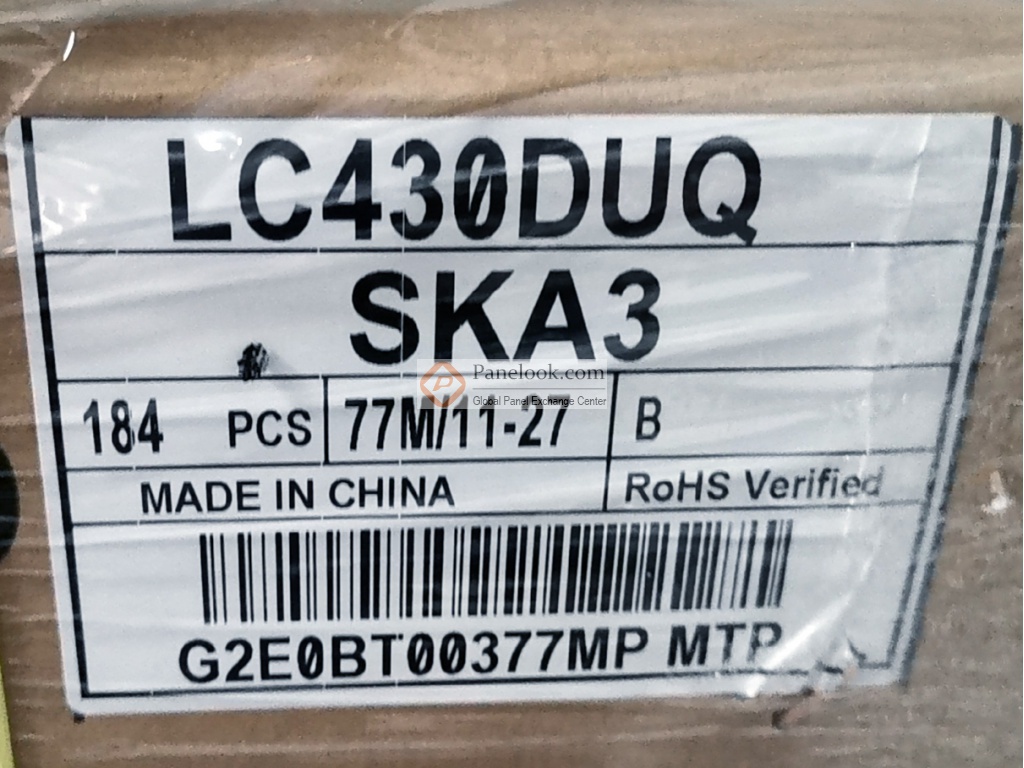 LC430DUQ
SKA3
Panelook.com
Global Panel Exchange Center
184 PCS 77M/11-27 B
MADE IN CHINA RoHS Verified
G2E0BT00377MP MTP